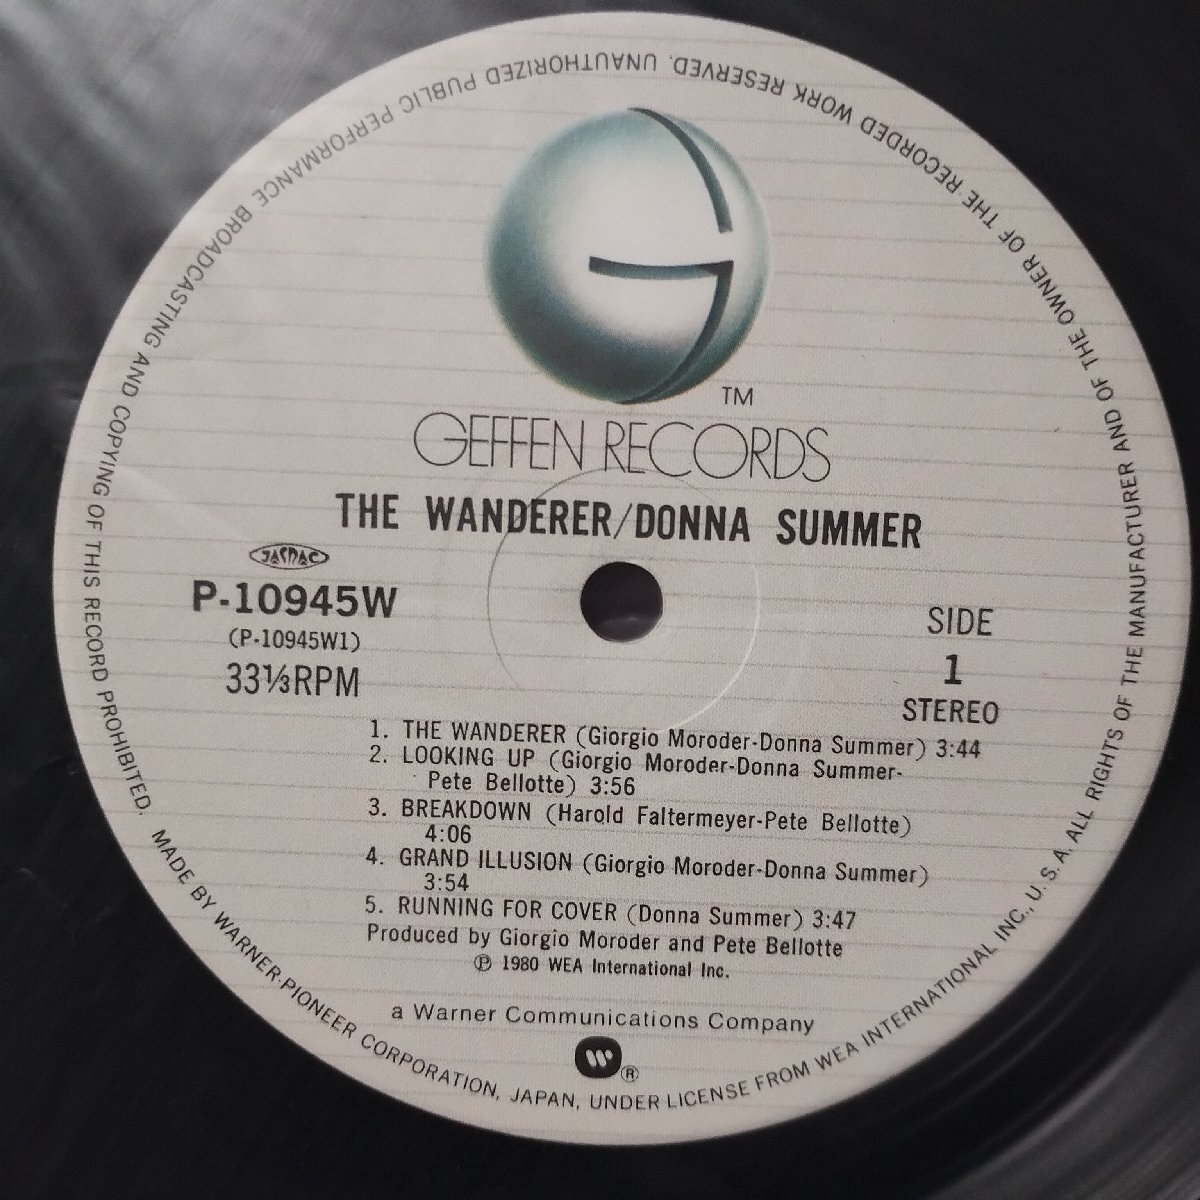 TM
GEFFEN RECORDS
THE WANDERER/DONNA SUMMER
JASRAC
P-10945W
(P-10945W1)
33⅓RPM
SIDE
1
STEREO
1. THE WANDERER (Giorgio Moroder-Donna Summer) 3:44
2. LOOKING UP (Giorgio Moroder-Donna Summer-
Pete Bellotte) 3:56
3. BREAKDOWN (Harold Faltermeyer-Pete Bellotte)
4:06
4. GRAND ILLUSION (Giorgio Moroder-Donna Summer)
3:54
5. RUNNING FOR COVER (Donna Summer) 3:47
Produced by Giorgio Moroder and Pete Bellotte
℗ 1980 WEA International Inc.
a Warner Communications Company
W ®
MADE BY WARNER-PIONEER CORPORATION, JAPAN, UNDER LICENSE FROM WEA INTERNATIONAL INC., U. S. A. ALL RIGHTS OF THE MANUFACTURER AND OF THE OWNER OF THE RECORDED WORK RESERVED. UNAUTHORIZED PUBLIC PERFORMANCE BROADCASTING AND COPYING OF THIS RECORD PROHIBITED.